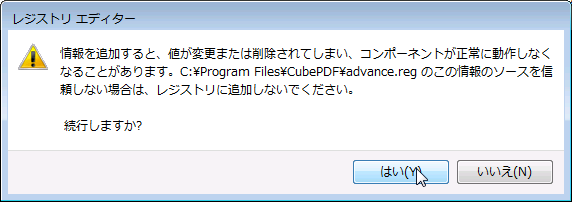 レジストリ エディター
情報を追加すると、値が変更または削除されてしまい、コンポーネントが正常に動作しなく
なることがあります。C:¥Program Files¥CubePDF¥advance.reg のこの情報のソースを信
頼しない場合は、レジストリに追加しないでください。
続行しますか?
はい(Y)
いいえ(N)